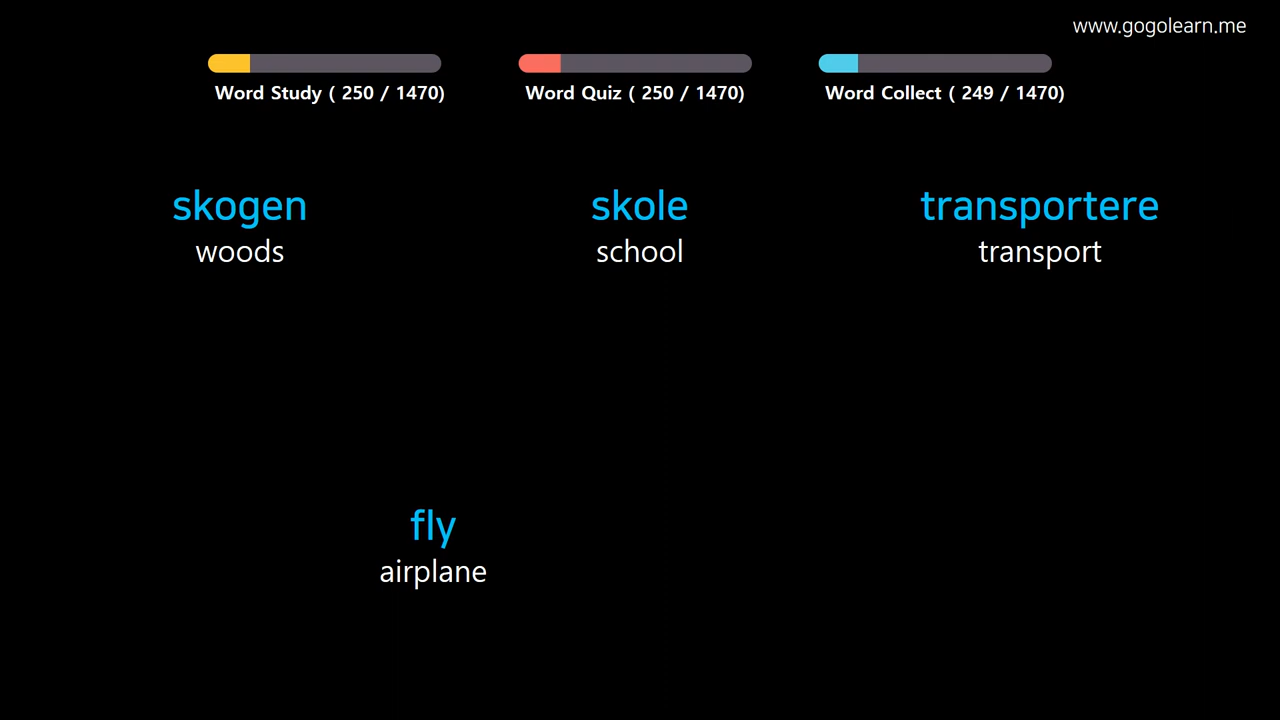 www.gogolearn.me
Word Study ( 250 / 1470)
Word Quiz ( 250 / 1470)
Word Collect ( 249 / 1470)
skogen
woods
skole
school
transportere
transport
fly
airplane